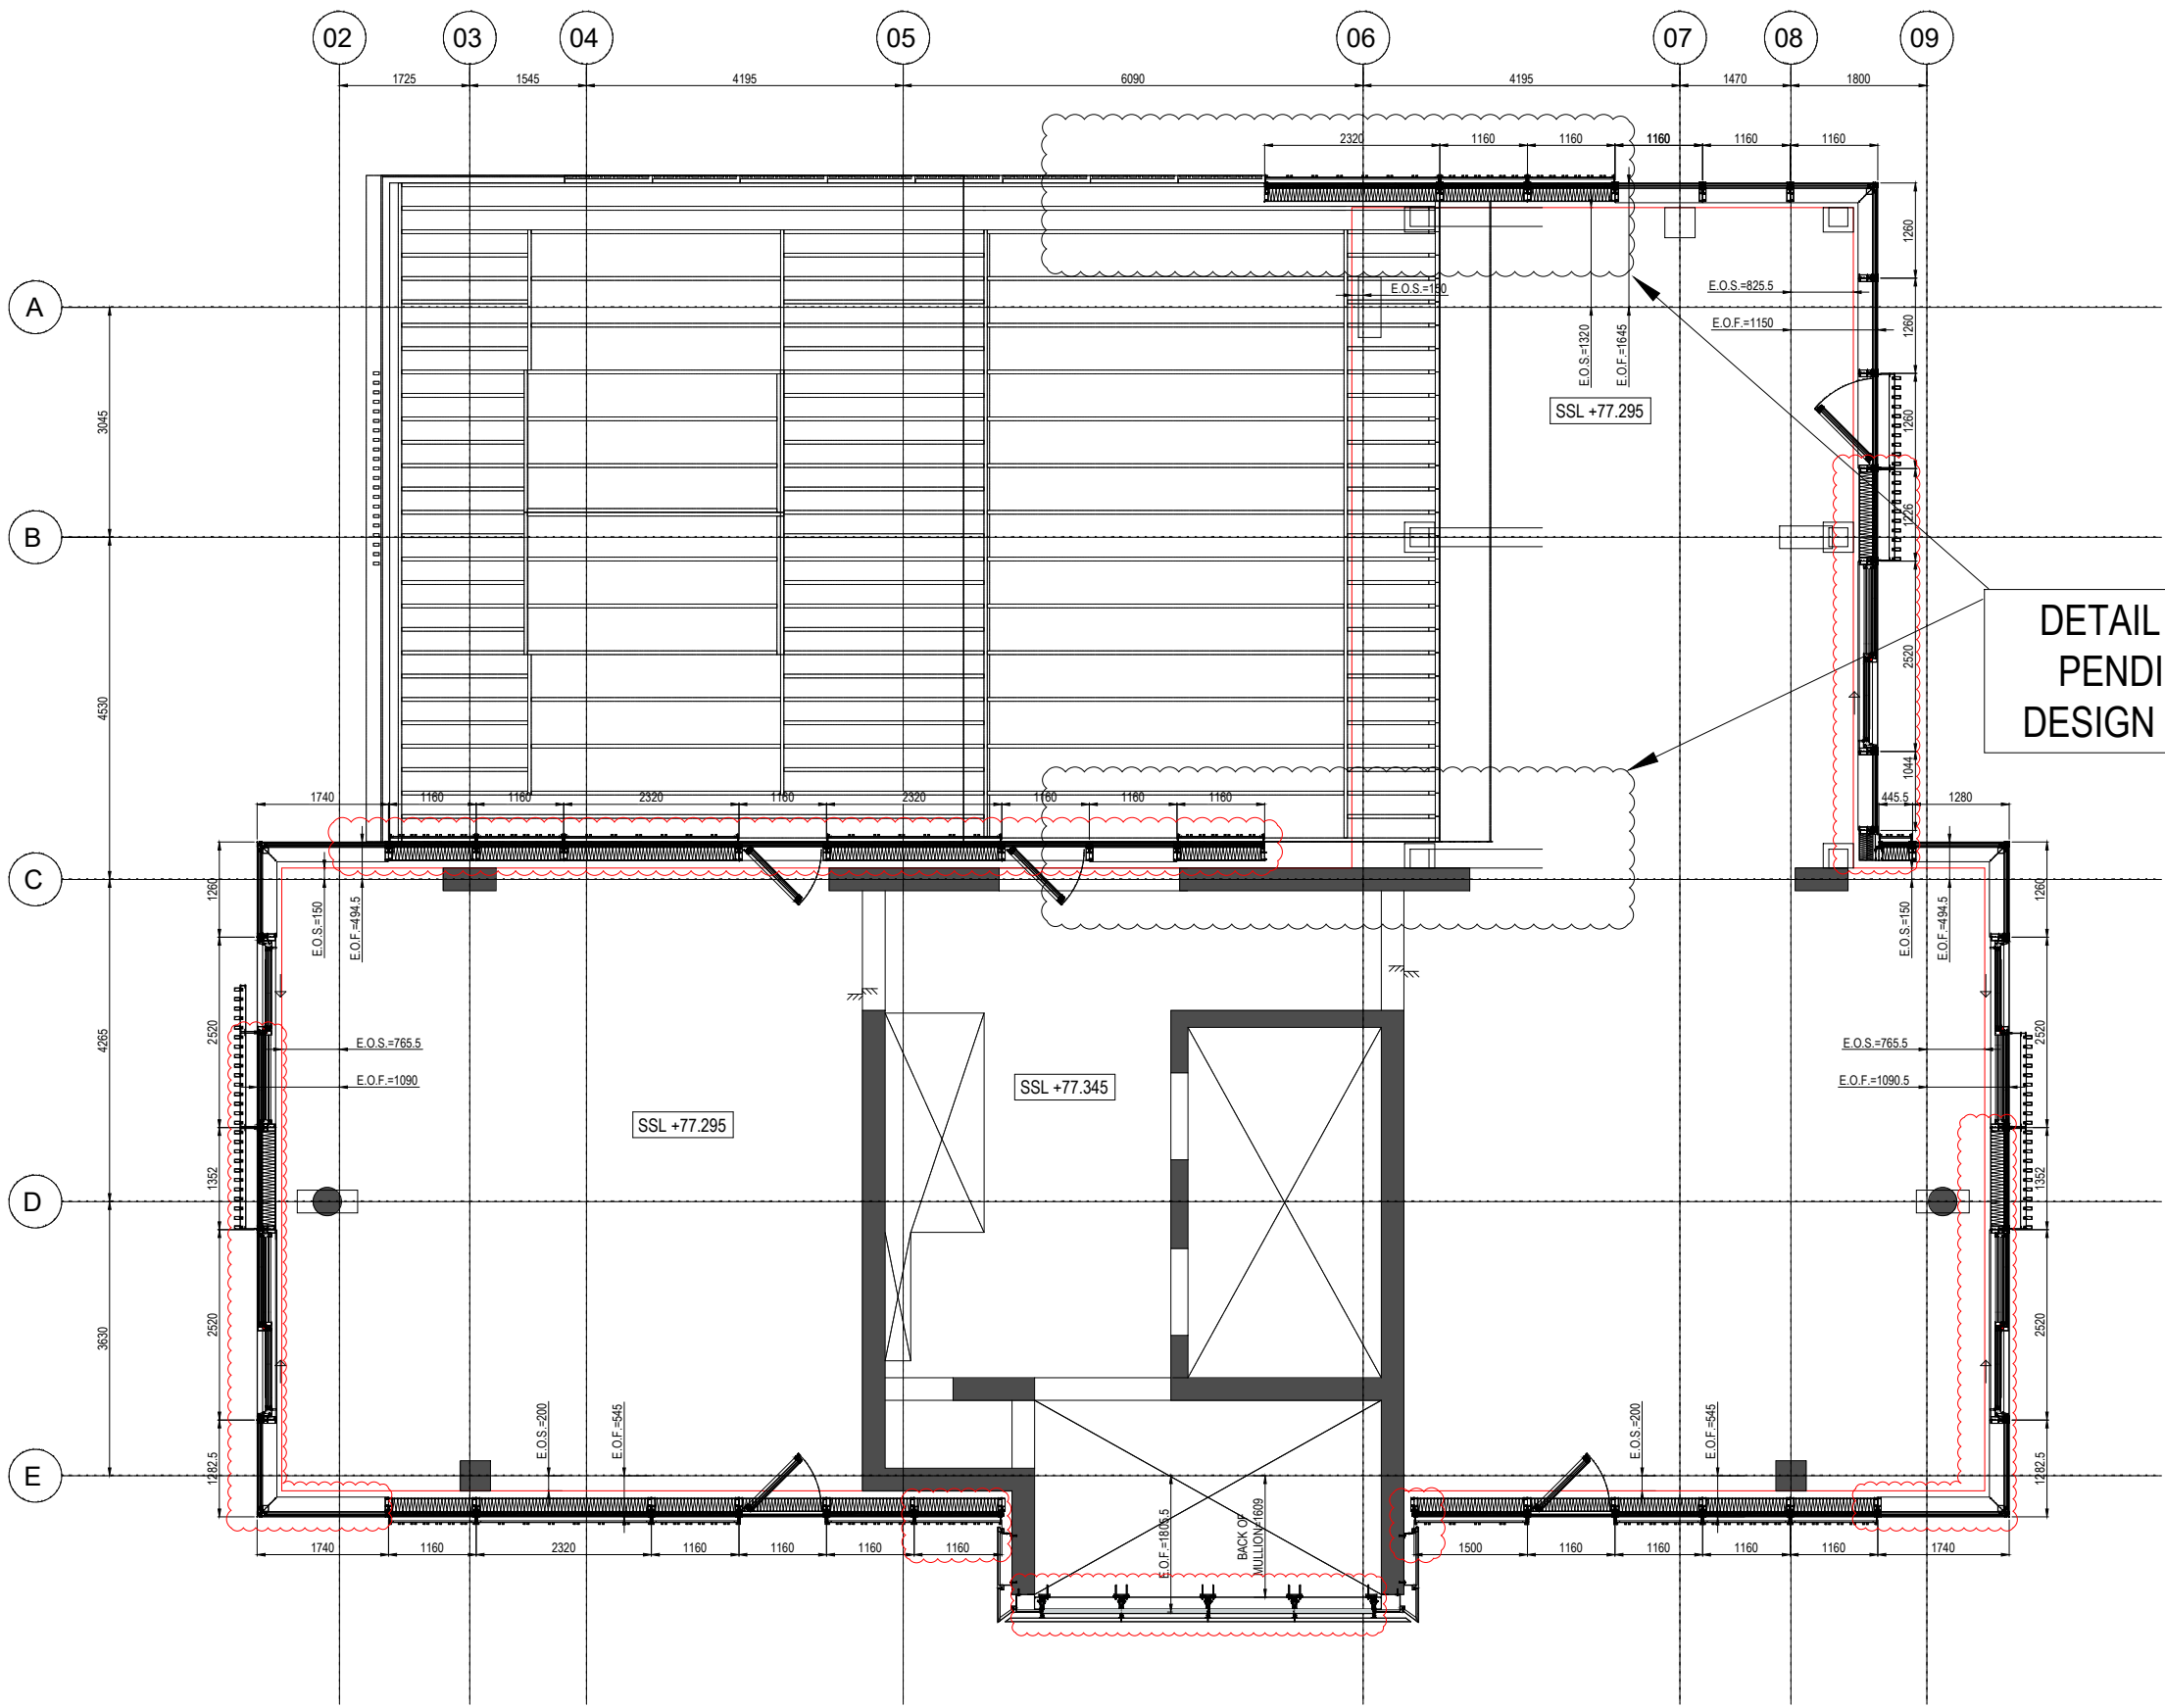 02 03 04 05 06 07 08 09
1725 1545 4195 6090 4195 1470 1800
2320 1160 1160 1160 1160 1160
A
B
C
D
E
3045
4530
4265
3630
1260
1260
1260
1226
2520
1044
E.O.S.=150
E.O.S.=825.5
E.O.F.=1150
E.O.S.=1320
E.O.F.=1645
SSL +77.295
DETAIL
PENDI
DESIGN
1740 1160 1160 2320 1160 2320 1160 1160 1160
445.5 1280
1260
2520
1352
2520
1282.5
E.O.S.=150
E.O.F.=494.5
E.O.S.=150
E.O.F.=494.5
1260
2520
1352
2520
1282.5
E.O.S.=765.5
E.O.F.=1090
E.O.S.=765.5
E.O.F.=1090.5
SSL +77.345
SSL +77.295
E.O.S.=200
E.O.F.=545
E.O.S.=200
E.O.F.=545
E.O.F.=1805.5
BACK OF
MULLION=1609
1740 1160 2320 1160 1160 1160 1160
1500 1160 1160 1160 1160 1740